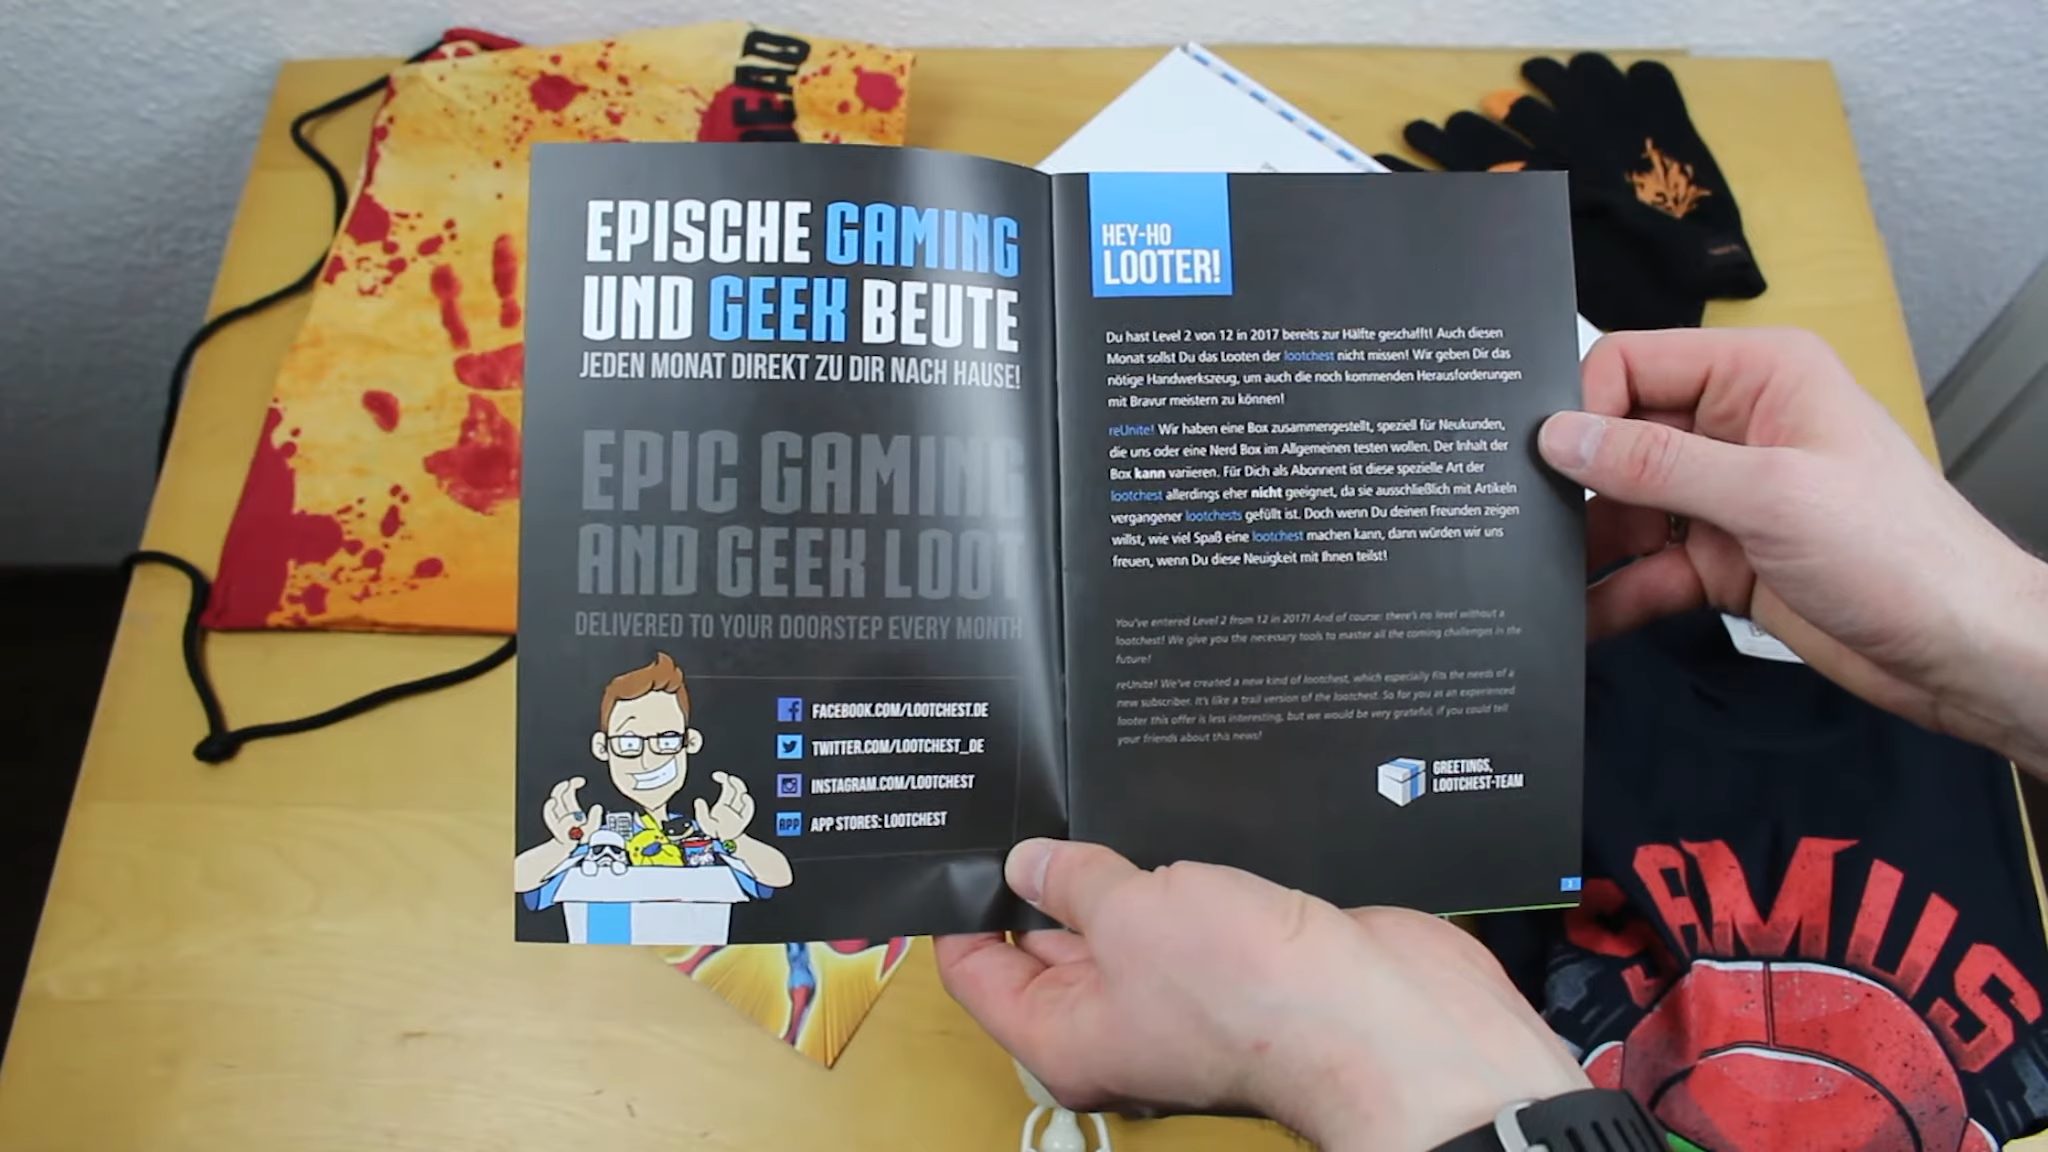 DEAD
EPISCHE GAMING
UND GEEK BEUTE
JEDEN MONAT DIREKT ZU DIR NACH HAUSE!
EPIC GAMING
AND GEEK LOOT
DELIVERED TO YOUR DOORSTEP EVERY MONTH
FACEBOOK.COM/LOOTCHEST.DE
TWITTER.COM/LOOTCHEST_DE
INSTAGRAM.COM/LOOTCHEST
APP APP STORES: LOOTCHEST
HEY-HO
LOOTER!
Du hast Level 2 von 12 in 2017 bereits zur Hälfte geschafft! Auch diesen
Monat sollst Du das Looten der lootchest nicht missen! Wir geben Dir das
nötige Handwerkszeug, um auch die noch kommenden Herausforderungen
mit Bravur meistern zu können!
reUnite! Wir haben eine Box zusammengestellt, speziell für Neukunden,
die uns oder eine Nerd Box im Allgemeinen testen wollen. Der Inhalt der
Box kann variieren. Für Dich als Abonnent ist diese spezielle Art der
lootchest allerdings eher nicht geeignet, da sie ausschließlich mit Artikeln
vergangener lootchests gefüllt ist. Doch wenn Du deinen Freunden zeigen
willst, wie viel Spaß eine lootchest machen kann, dann würden wir uns
freuen, wenn Du diese Neuigkeit mit Ihnen teilst!
You've entered Level 2 from 12 in 2017! And of course: there's no level without a
lootchest! We give you the necessary tools to master all the coming challenges in the
future!
reUnite! We've created a new kind of lootchest, which especially fits the needs of a
new subscriber. It's like a trail version of the lootchest. So for you as an experienced
looter this offer is less interesting, but we would be very grateful, if you could tell
your friends about this news!
GREETINGS,
LOOTCHEST-TEAM
SAMUS